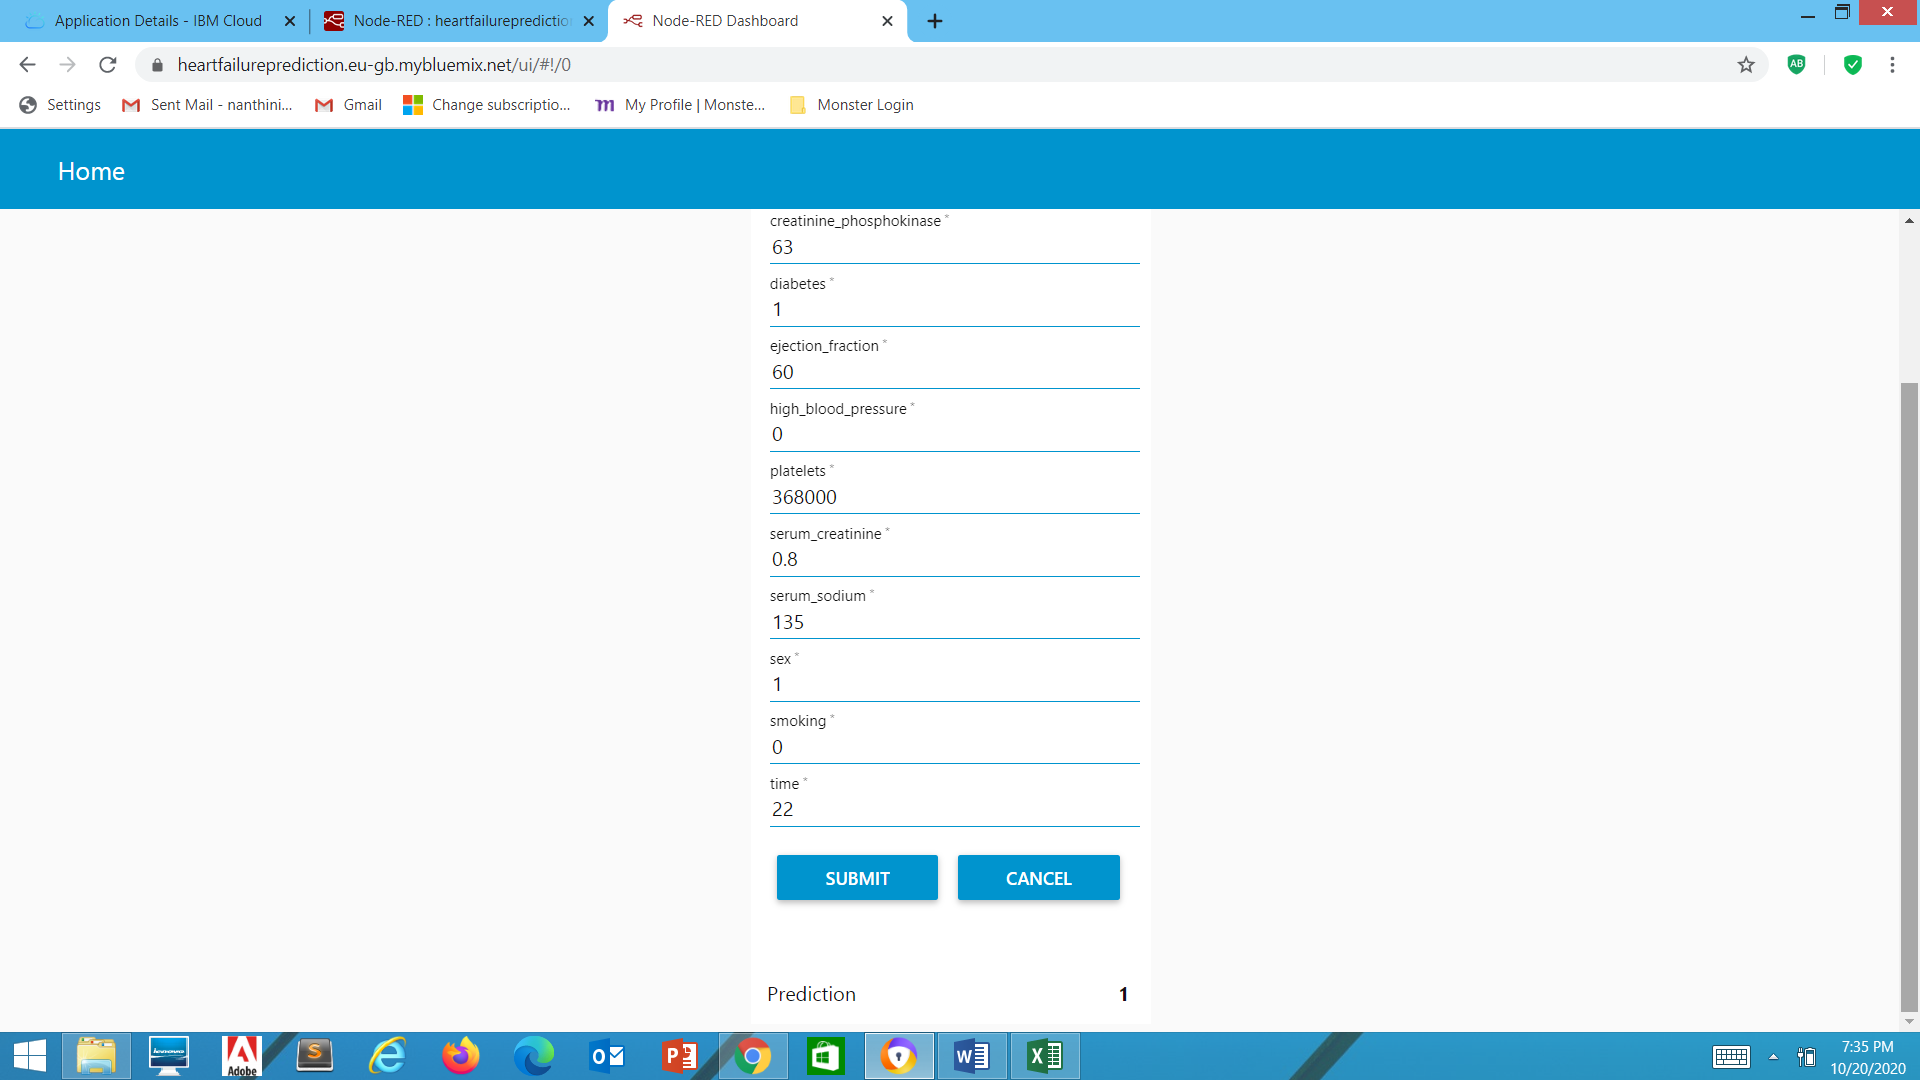 Application Details - IBM Cloud
Node-RED : heartfailurepredictio
Node-RED Dashboard
heartfailureprediction.eu-gb.mybluemix.net/ui/#!/0
AB
Settings
Sent Mail - nanthini...
Gmail
Change subscriptio...
My Profile | Monste...
Monster Login
Home
creatinine_phosphokinase *
63
diabetes *
1
ejection_fraction *
60
high_blood_pressure *
0
platelets *
368000
serum_creatinine *
0.8
serum_sodium *
135
sex *
1
smoking *
0
time *
22
SUBMIT CANCEL
Prediction 1
Adobe
7:35 PM
10/20/2020